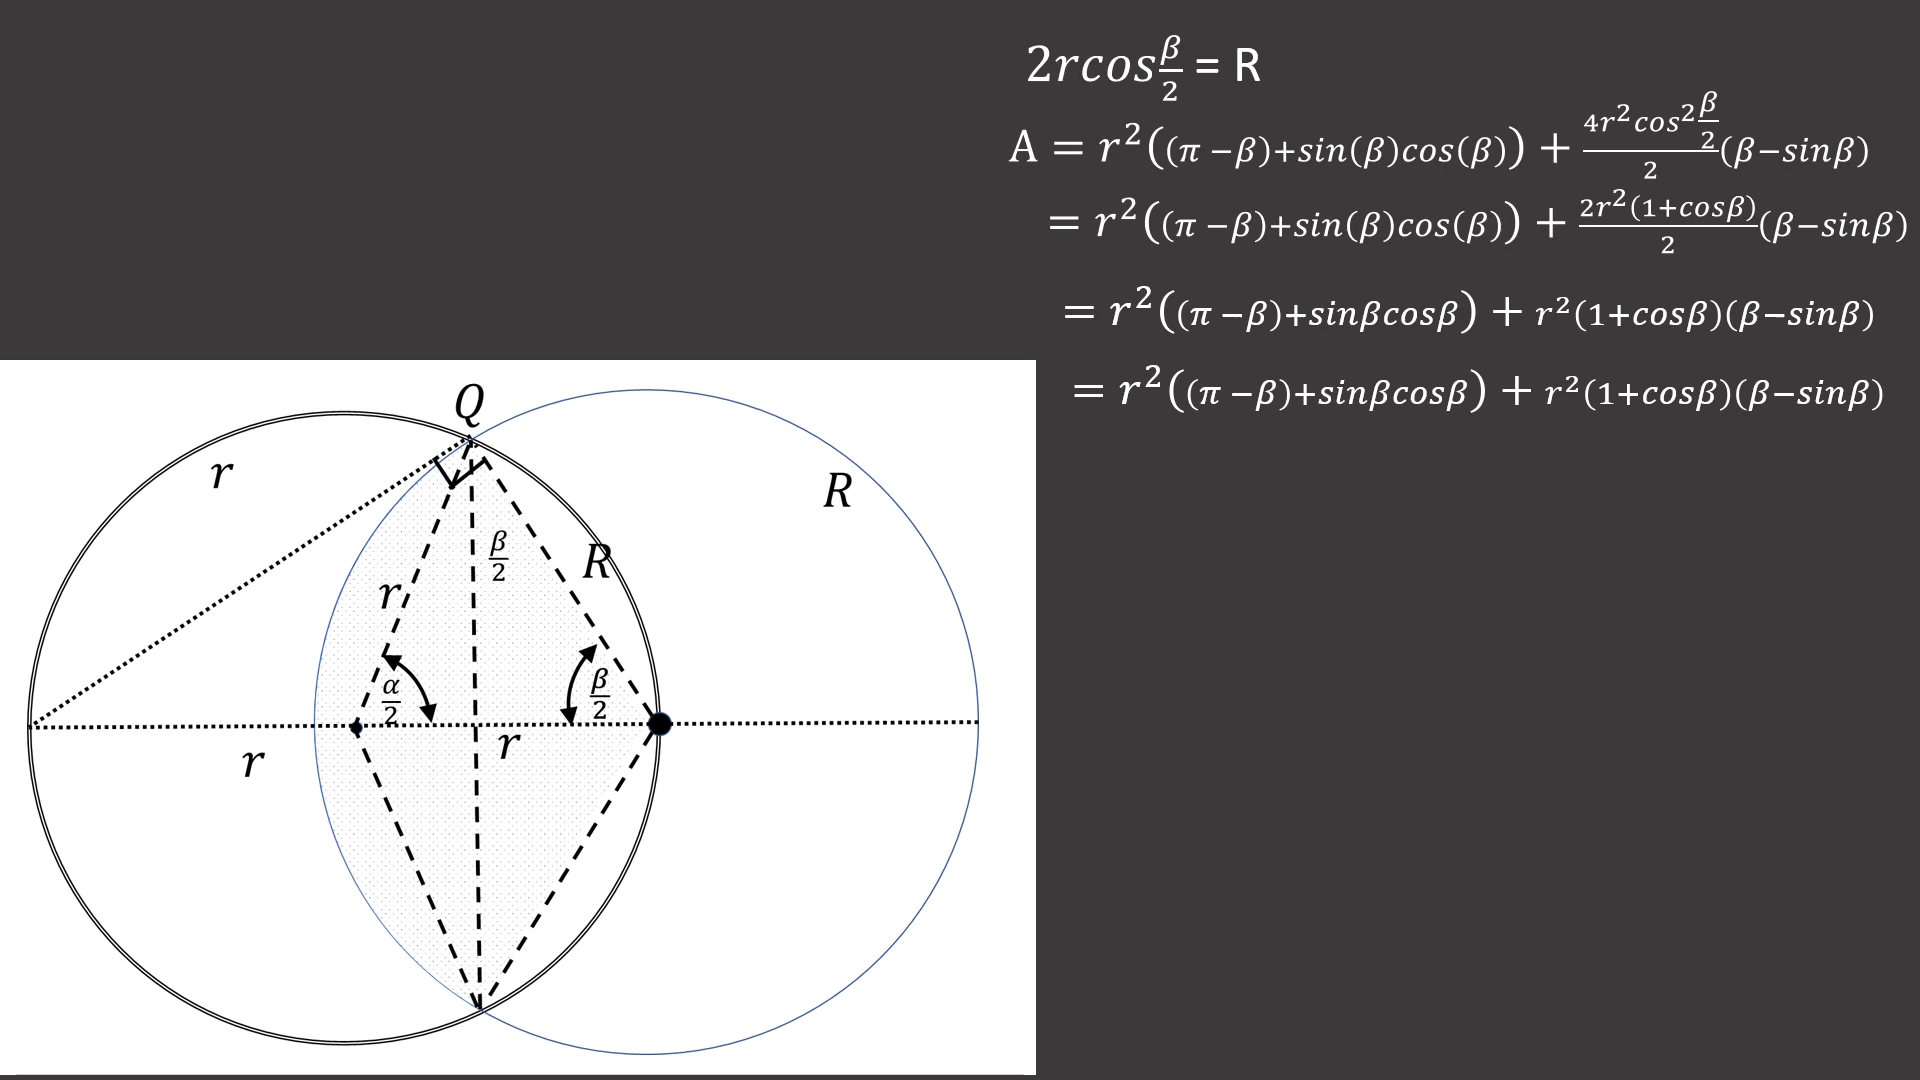 2rcos β/2 = R
A = r²((π −β)+sin(β)cos(β)) + 4r²cos²β/2 / 2 (β−sinβ)
= r²((π −β)+sin(β)cos(β)) + 2r²(1+cosβ)/2 (β−sinβ)
= r²((π −β)+sinβcosβ) + r²(1+cosβ)(β−sinβ)
= r²((π −β)+sinβcosβ) + r²(1+cosβ)(β−sinβ)
Q
r
R
β/2
R
r
α/2
β/2
r
r